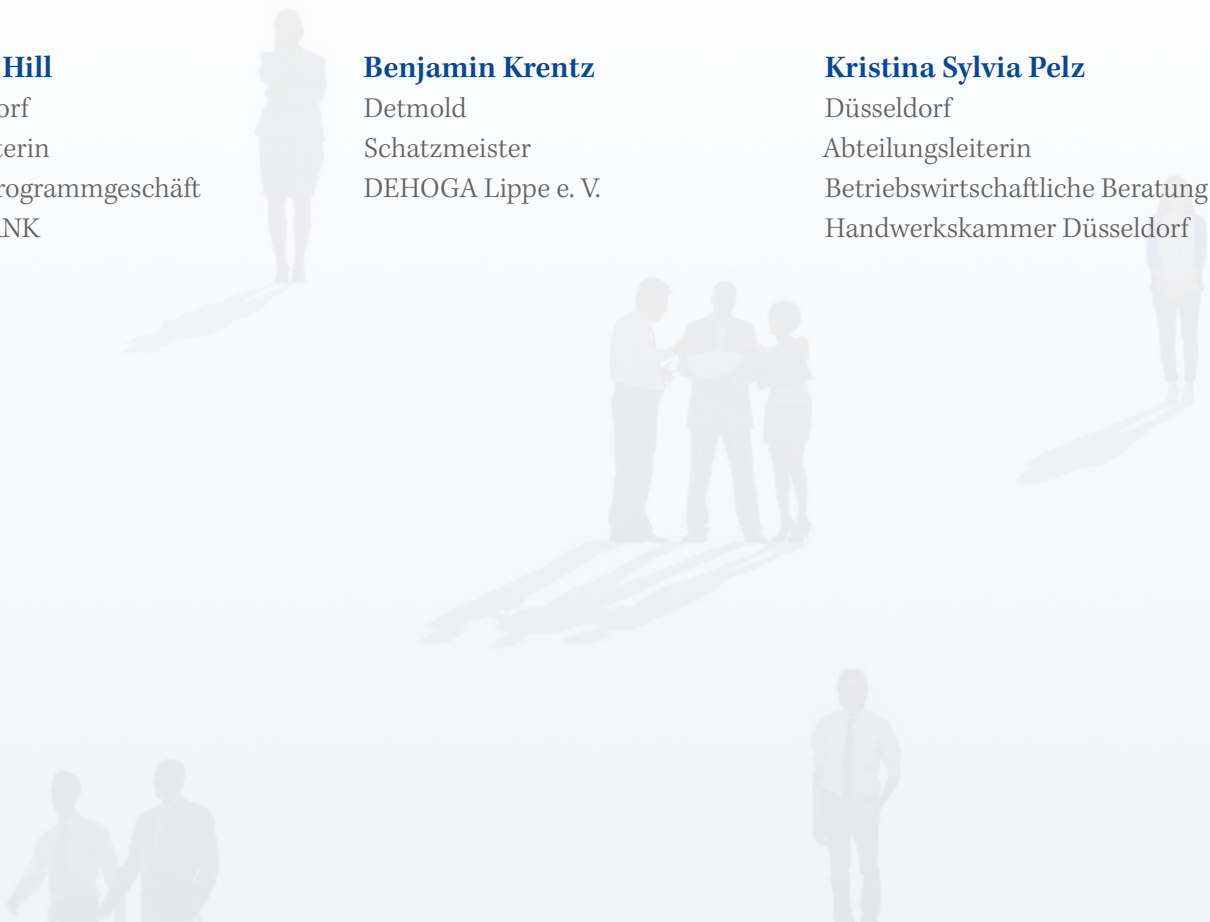 Hill
orf
terin
rogrammgeschäft
NK
Benjamin Krentz
Detmold
Schatzmeister
DEHOGA Lippe e. V.
Kristina Sylvia Pelz
Düsseldorf
Abteilungsleiterin
Betriebswirtschaftliche Beratung
Handwerkskammer Düsseldorf